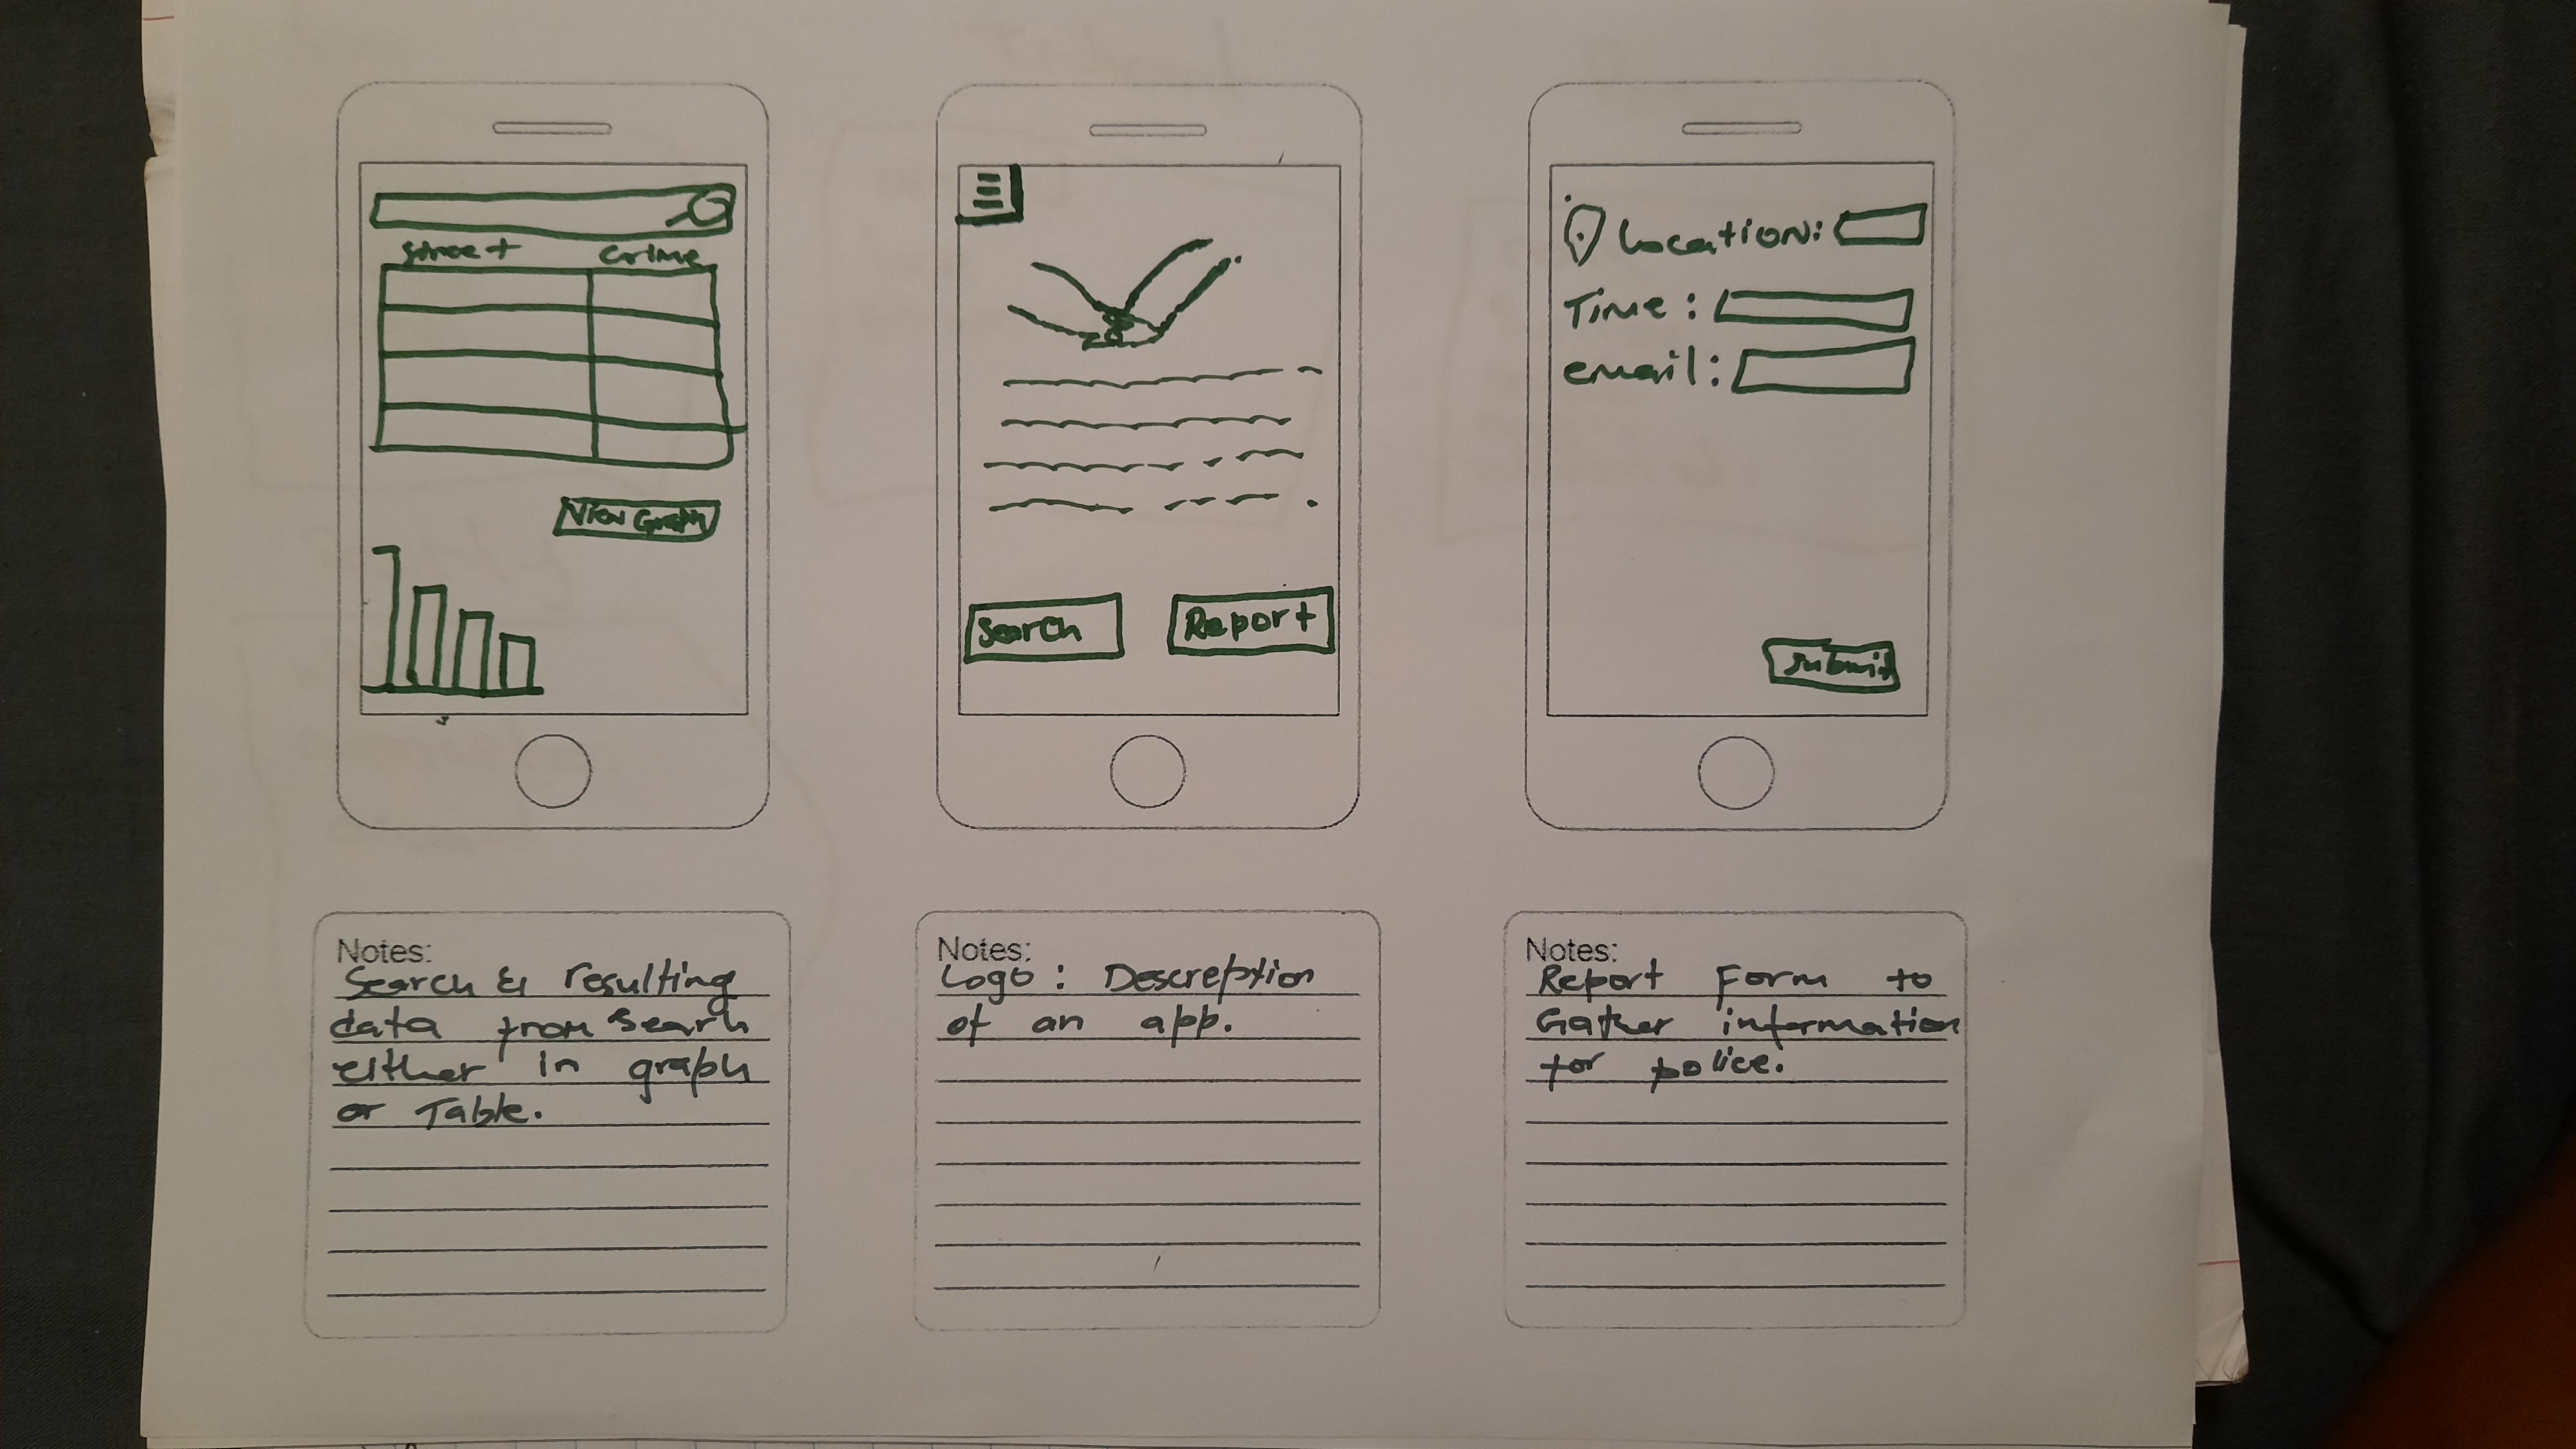 street crime
View Graph
Notes:
Search & resulting
data from search
either in graph
or Table.
Search Report
Notes:
Logo: Descreption
of an app.
Location:
Time:
email:
submit
Notes:
Report Form to
Gather information
for police.